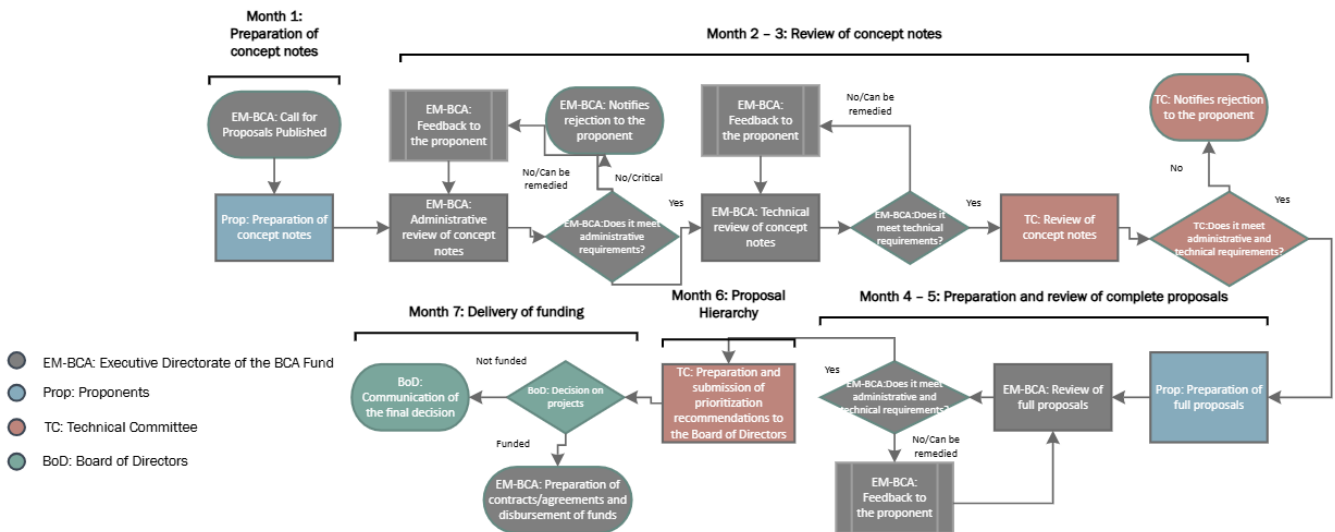 Month 1:
Preparation of
concept notes
Month 2 – 3: Review of concept notes
EM-BCA: Call for
Proposals Published
EM-BCA:
Feedback to
the proponent
EM-BCA: Notifies
rejection to the
proponent
EM-BCA:
Feedback to
the proponent
No/Can be
remedied
TC: Notifies rejection
to the proponent
No/Can be
remedied
No/Critical
No
Prop: Preparation of
concept notes
EM-BCA:
Administrative
review of concept
notes
EM-BCA:Does it meet
administrative
requirements?
Yes
EM-BCA: Technical
review of concept
notes
EM-BCA:Does it
meet technical
requirements?
Yes
TC: Review of
concept notes
TC:Does it meet
administrative and
technical requirements?
Yes
Month 7: Delivery of funding
Month 6: Proposal
Hierarchy
Month 4 – 5: Preparation and review of complete proposals
EM-BCA: Executive Directorate of the BCA Fund
Prop: Proponents
TC: Technical Committee
BoD: Board of Directors
Not funded
BoD:
Communication of
the final decision
BoD: Decision on
projects
Funded
EM-BCA: Preparation of
contracts/agreements and
disbursement of funds
TC: Preparation and
submission of
prioritization
recommendations to
the Board of Directors
Yes
EM-BCA:Does it meet
administrative and
technical requirements?
No/Can be
remedied
EM-BCA:
Feedback to
the proponent
EM-BCA: Review of
full proposals
Prop: Preparation of
full proposals